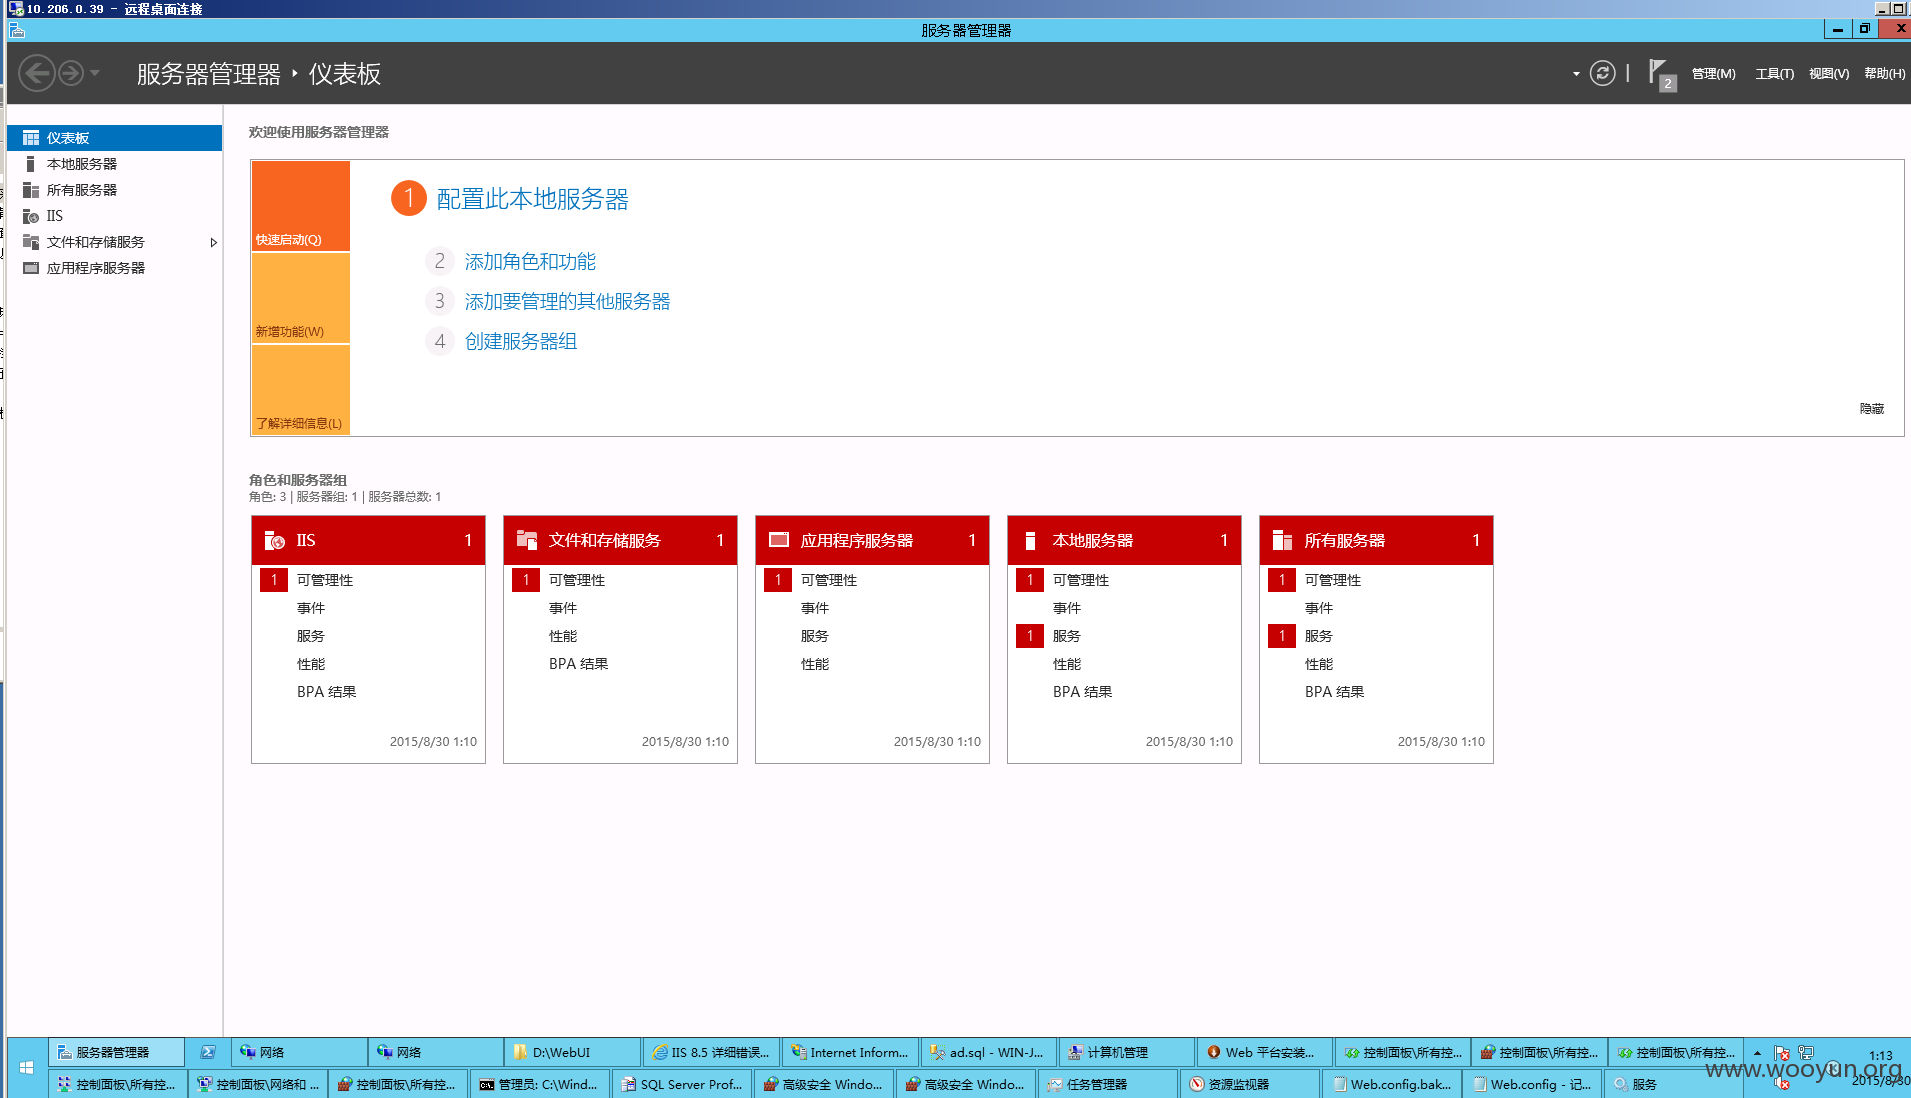 10.206.0.39 - 远程桌面连接
服务器管理器
服务器管理器 · 仪表板
2
管理(M) 工具(T) 视图(V) 帮助(H)
仪表板
本地服务器
所有服务器
IIS
文件和存储服务
应用程序服务器
欢迎使用服务器管理器
快速启动(Q)
新增功能(W)
了解详细信息(L)
1 配置此本地服务器
2 添加角色和功能
3 添加要管理的其他服务器
4 创建服务器组
隐藏
角色和服务器组
角色: 3 | 服务器组: 1 | 服务器总数: 1
IIS 1
1 可管理性
事件
服务
性能
BPA 结果
2015/8/30 1:10
文件和存储服务 1
1 可管理性
事件
性能
BPA 结果
2015/8/30 1:10
应用程序服务器 1
1 可管理性
事件
服务
性能
2015/8/30 1:10
本地服务器 1
1 可管理性
事件
1 服务
性能
BPA 结果
2015/8/30 1:10
所有服务器 1
1 可管理性
事件
1 服务
性能
BPA 结果
2015/8/30 1:10
服务器管理器 网络 网络 D:\WebUI IIS 8.5 详细错误... Internet Inform... ad.sql - WIN-J... 计算机管理 Web 平台安装... 控制面板\所有控... 控制面板\所有控... 控制面板\所有控...
1:13
控制面板\所有控... 控制面板\网络和 ... 控制面板\所有控... 管理员: C:\Wind... SQL Server Prof... 高级安全 Windo... 高级安全 Windo... 任务管理器 资源监视器 Web.config.bak... Web.config - 记... 服务
2015/8/30
www.wooyun.org